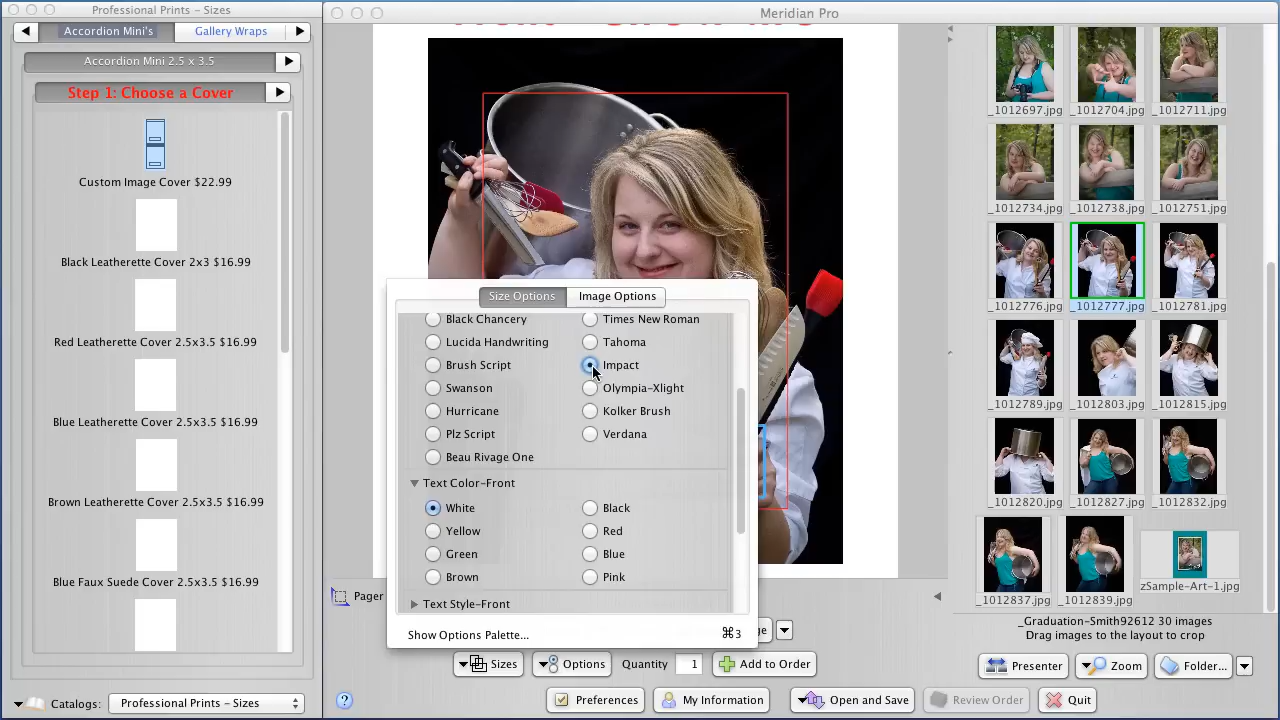 Professional Prints - Sizes
Accordion Mini's
Gallery Wraps
Accordion Mini 2.5 x 3.5
Step 1: Choose a Cover
Custom Image Cover $22.99
Black Leatherette Cover 2x3 $16.99
Red Leatherette Cover 2.5x3.5 $16.99
Blue Leatherette Cover 2.5x3.5 $16.99
Brown Leatherette Cover 2.5x3.5 $16.99
Blue Faux Suede Cover 2.5x3.5 $16.99
Catalogs:
Professional Prints - Sizes
Meridian Pro
Size Options
Image Options
Black Chancery
Times New Roman
Lucida Handwriting
Tahoma
Brush Script
Impact
Swanson
Olympia-Xlight
Hurricane
Kolker Brush
Plz Script
Verdana
Beau Rivage One
Text Color-Front
White
Black
Yellow
Red
Green
Blue
Brown
Pink
Text Style-Front
Show Options Palette...
⌘3
Pager
Sizes
Options
Quantity
1
Add to Order
? Preferences
My Information
Open and Save
Review Order
Quit
_1012697.jpg
_1012704.jpg
_1012711.jpg
_1012734.jpg
_1012738.jpg
_1012751.jpg
_1012776.jpg
_1012777.jpg
_1012781.jpg
_1012789.jpg
_1012803.jpg
_1012815.jpg
_1012820.jpg
_1012827.jpg
_1012832.jpg
_1012837.jpg
_1012839.jpg
zSample-Art-1.jpg
_Graduation-Smith92612 30 images
Drag images to the layout to crop
Presenter
Zoom
Folder...